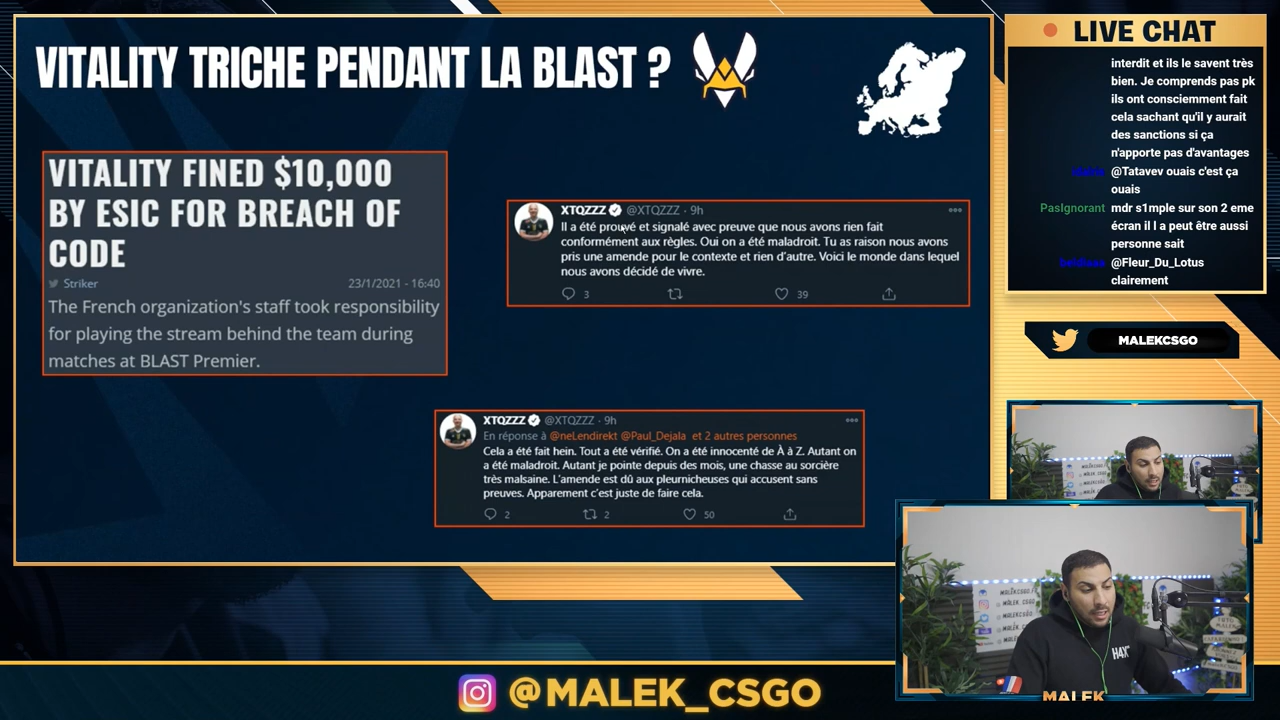 VITALITY TRICHE PENDANT LA BLAST ?
VITALITY FINED $10,000
BY ESIC FOR BREACH OF
CODE
Striker 23/1/2021 - 16:40
The French organization's staff took responsibility
for playing the stream behind the team during
matches at BLAST Premier.
XTQZZZ @XTQZZZ · 9h
Il a été prouvé et signalé avec preuve que nous avons rien fait
conformément aux règles. Oui on a été maladroit. Tu as raison nous avons
pris une amende pour le contexte et rien d'autre. Voici le monde dans lequel
nous avons décidé de vivre.
3 39
XTQZZZ @XTQZZZ · 9h
En réponse à @neLendirekt @Paul_Dejala et 2 autres personnes
Cela a été fait hein. Tout a été vérifié. On a été innocenté de À à Z. Autant on
a été maladroit. Autant je pointe depuis des mois, une chasse au sorcière
très malsaine. L'amende est dû aux pleurnicheuses qui accusent sans
preuves. Apparement c'est juste de faire cela.
2 2 50
LIVE CHAT
interdit et ils le savent très
bien. Je comprends pas pk
ils ont consciemment fait
cela sachant qu'il y aurait
des sanctions si ça
n'apporte pas d'avantages
@Tatavev ouais c'est ça
ouais
PasIgnorant mdr s1mple sur son 2 eme
écran il l a peut être aussi
personne sait
@Fleur_Du_Lotus
clairement
MALEKCSGO
H4X
MALEK
@MALEK_CSGO